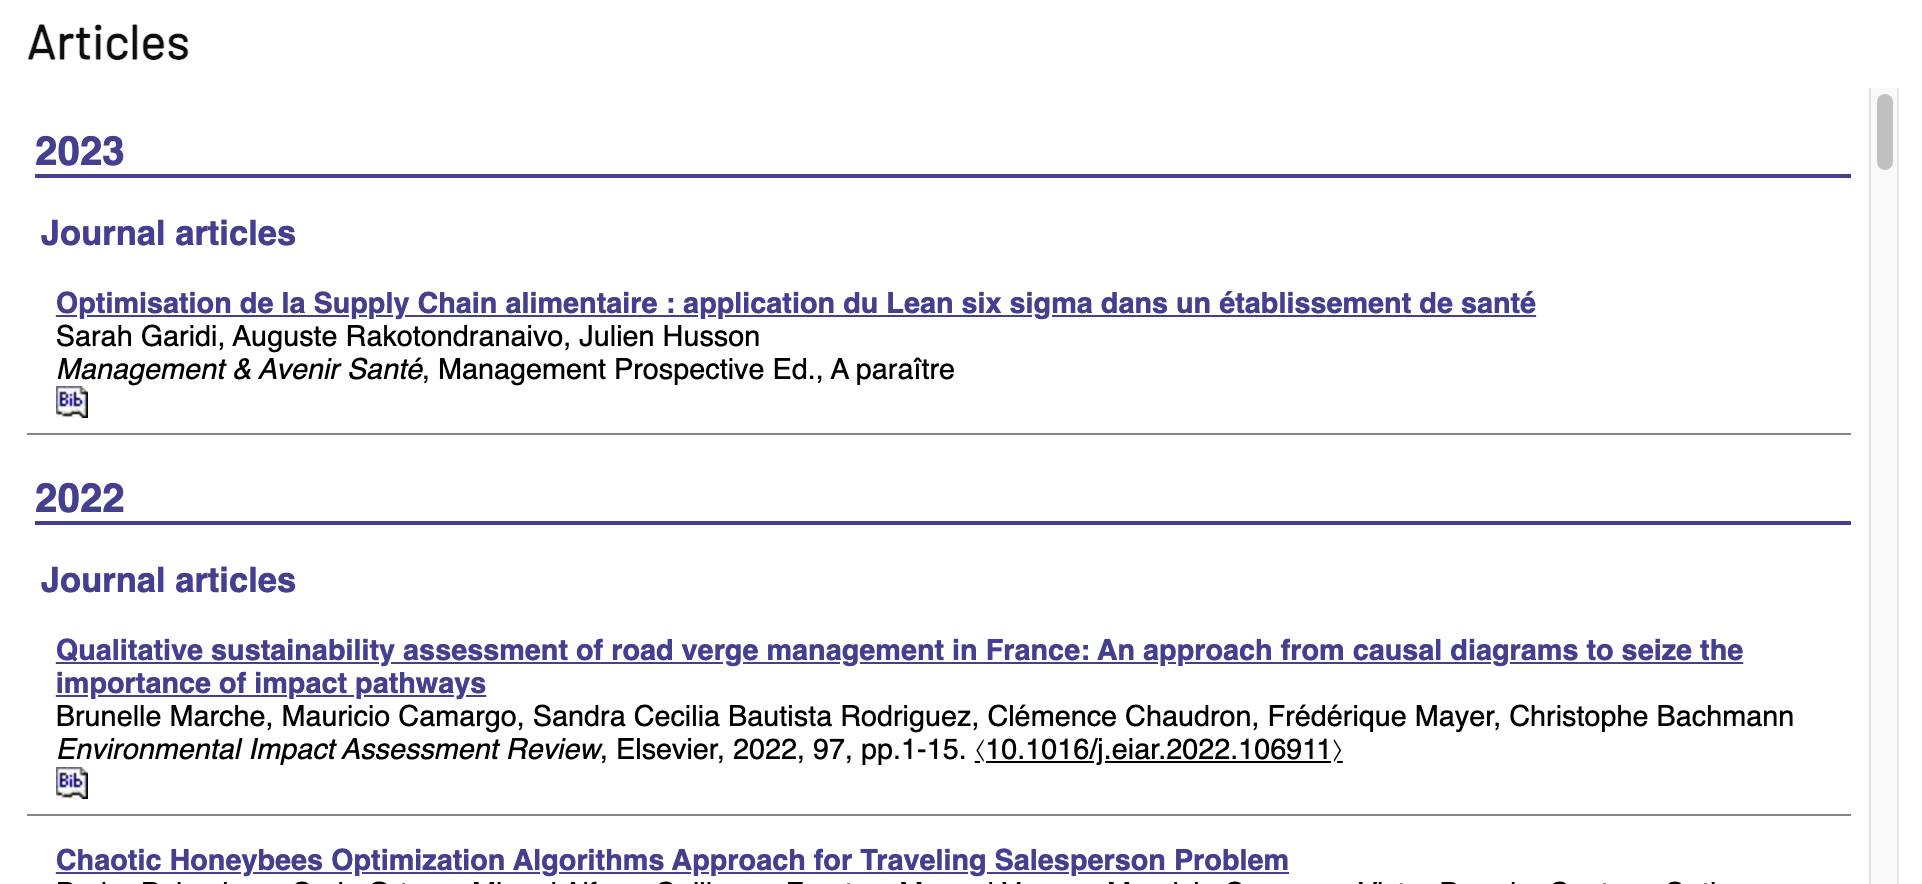 Articles
2023
Journal articles
Optimisation de la Supply Chain alimentaire : application du Lean six sigma dans un établissement de santé
Sarah Garidi, Auguste Rakotondranaivo, Julien Husson
Management & Avenir Santé, Management Prospective Ed., A paraître
Bib
2022
Journal articles
Qualitative sustainability assessment of road verge management in France: An approach from causal diagrams to seize the
importance of impact pathways
Brunelle Marche, Mauricio Camargo, Sandra Cecilia Bautista Rodriguez, Clémence Chaudron, Frédérique Mayer, Christophe Bachmann
Environmental Impact Assessment Review, Elsevier, 2022, 97, pp.1-15. ⟨10.1016/j.eiar.2022.106911⟩
Bib
Chaotic Honeybees Optimization Algorithms Approach for Traveling Salesperson Problem